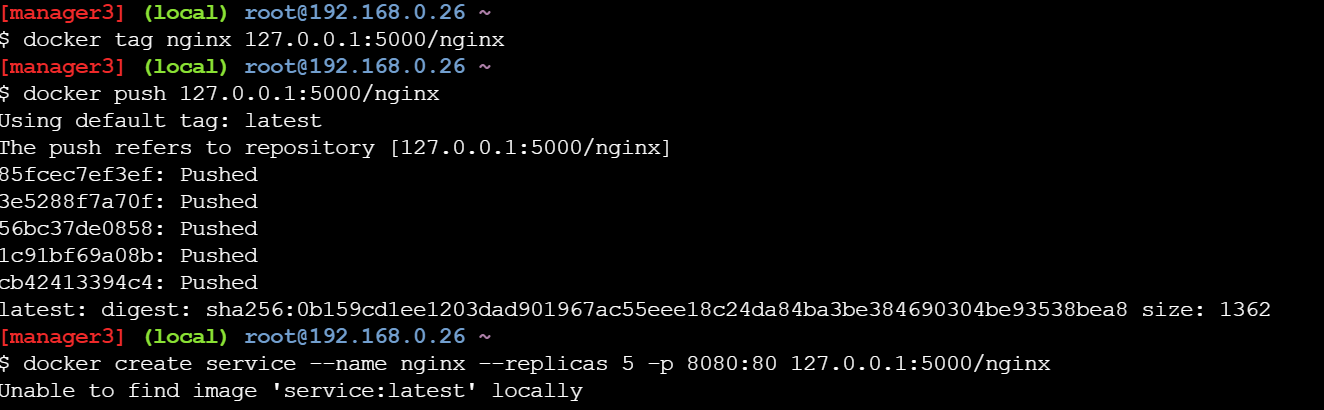 [manager3] (local) root@192.168.0.26 ~
$ docker tag nginx 127.0.0.1:5000/nginx
[manager3] (local) root@192.168.0.26 ~
$ docker push 127.0.0.1:5000/nginx
Using default tag: latest
The push refers to repository [127.0.0.1:5000/nginx]
85fcec7ef3ef: Pushed
3e5288f7a70f: Pushed
56bc37de0858: Pushed
1c91bf69a08b: Pushed
cb42413394c4: Pushed
latest: digest: sha256:0b159cd1ee1203dad901967ac55eee18c24da84ba3be384690304be93538bea8 size: 1362
[manager3] (local) root@192.168.0.26 ~
$ docker create service --name nginx --replicas 5 -p 8080:80 127.0.0.1:5000/nginx
Unable to find image 'service:latest' locally